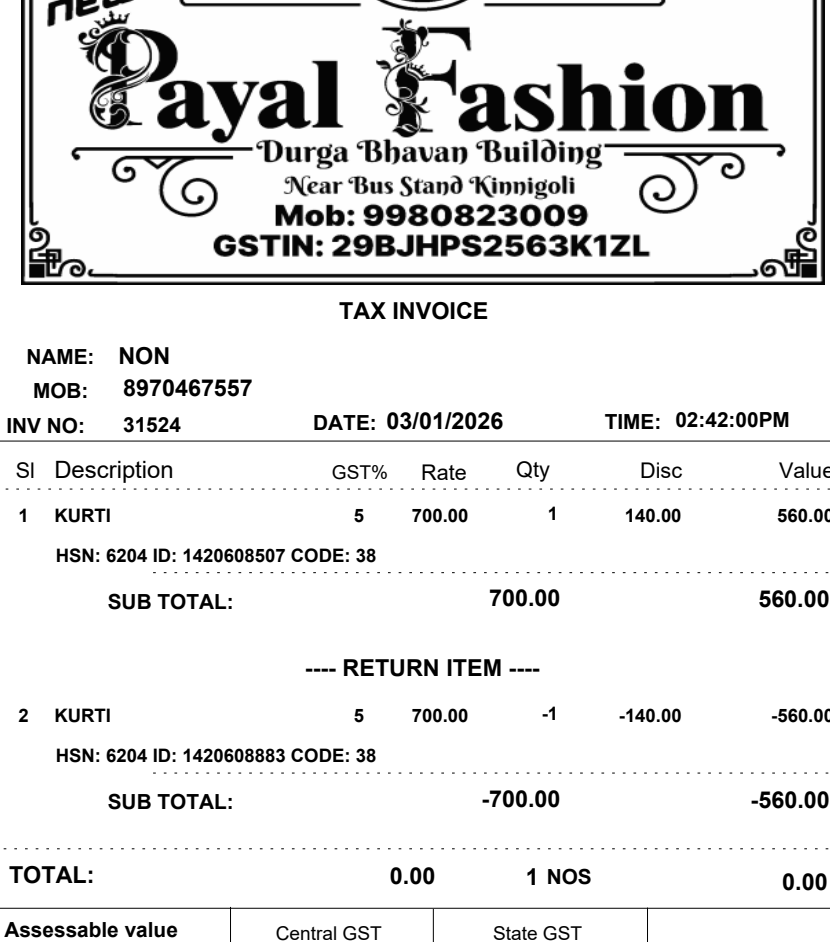 new
Payal Fashion
Durga Bhavan Building
Near Bus Stand Kinnigoli
Mob: 9980823009
GSTIN: 29BJHPS2563K1ZL
TAX INVOICE
NAME: NON
MOB: 8970467557
INV NO: 31524 DATE: 03/01/2026 TIME: 02:42:00PM
Sl Description GST% Rate Qty Disc Value
1 KURTI 5 700.00 1 140.00 560.00
HSN: 6204 ID: 1420608507 CODE: 38
SUB TOTAL: 700.00 560.00
---- RETURN ITEM ----
2 KURTI 5 700.00 -1 -140.00 -560.00
HSN: 6204 ID: 1420608883 CODE: 38
SUB TOTAL: -700.00 -560.00
TOTAL: 0.00 1 NOS 0.00
Assessable value Central GST State GST